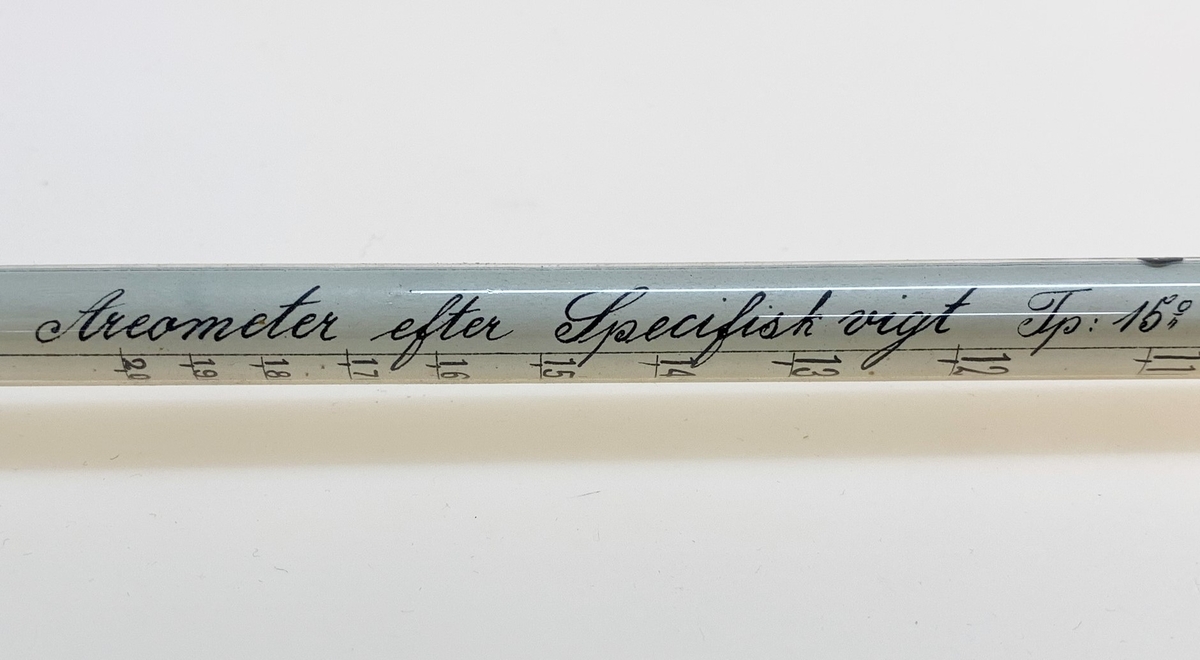 Areometer efter Specifisk vigt Tp: 15°
20 19 18 17 16 15 14 13 12 11